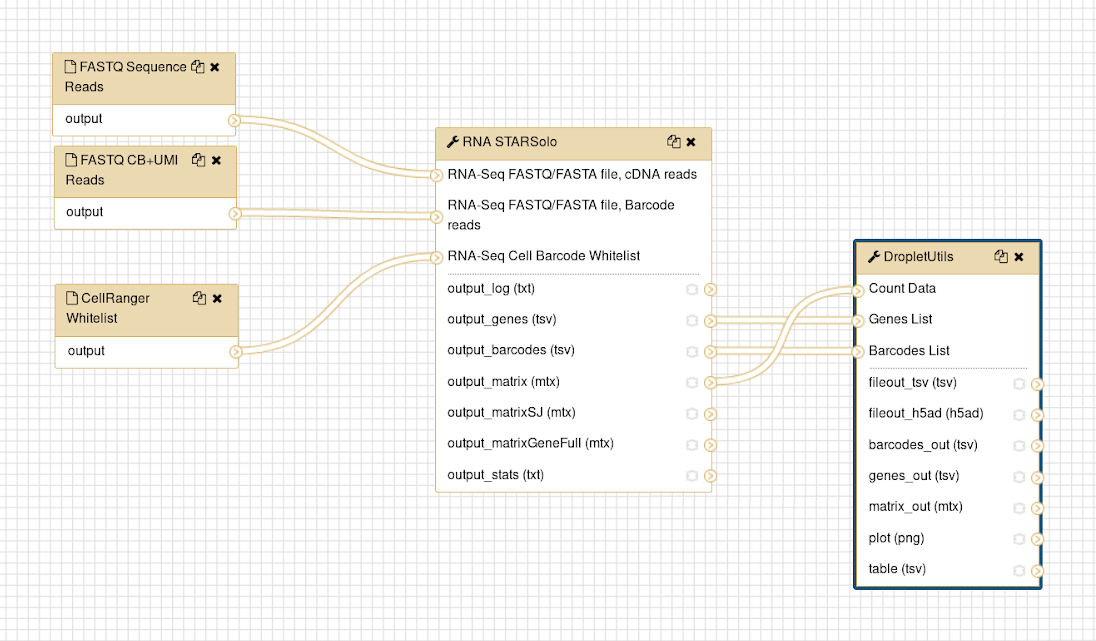 FASTQ Sequence
Reads
output
FASTQ CB+UMI
Reads
output
CellRanger
Whitelist
output
RNA STARSolo
RNA-Seq FASTQ/FASTA file, cDNA reads
RNA-Seq FASTQ/FASTA file, Barcode
reads
RNA-Seq Cell Barcode Whitelist
output_log (txt)
output_genes (tsv)
output_barcodes (tsv)
output_matrix (mtx)
output_matrixSJ (mtx)
output_matrixGeneFull (mtx)
output_stats (txt)
DropletUtils
Count Data
Genes List
Barcodes List
fileout_tsv (tsv)
fileout_h5ad (h5ad)
barcodes_out (tsv)
genes_out (tsv)
matrix_out (mtx)
plot (png)
table (tsv)